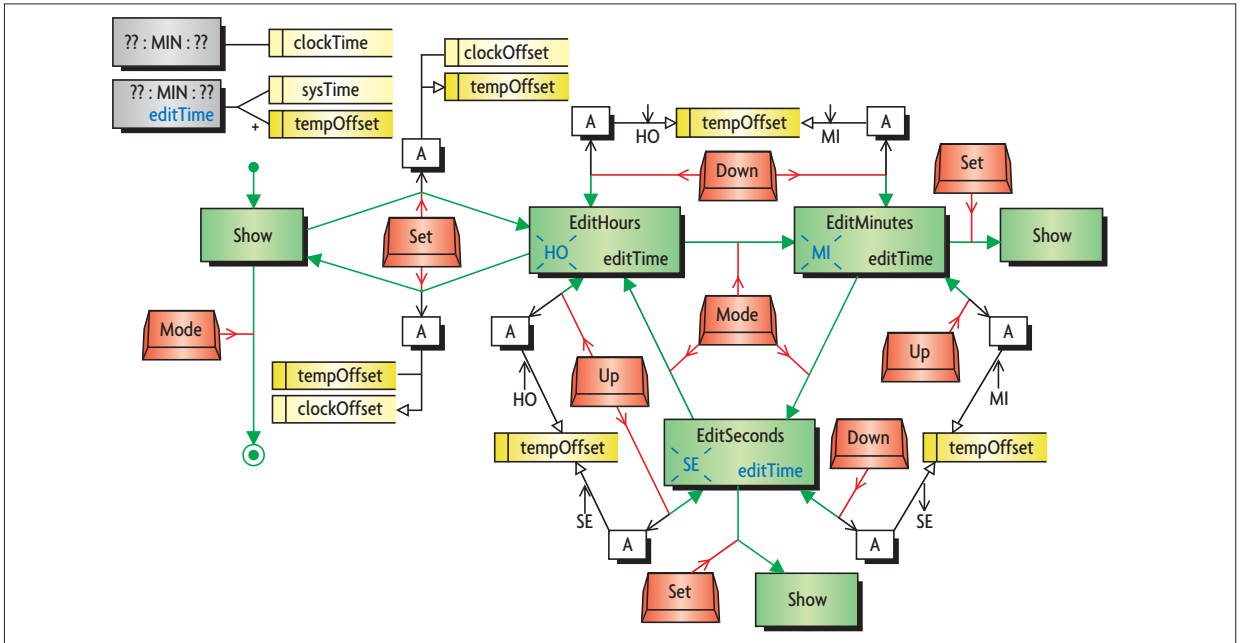 ?? : MIN : ??
clockTime
clockOffset
tempOffset
?? : MIN : ??
editTime
sysTime
tempOffset
+
A
A
HO
tempOffset
MI
A
Down
Set
Show
Set
EditHours
HO
editTime
EditMinutes
MI
editTime
Show
Mode
A
tempOffset
clockOffset
A
HO
Up
Mode
Up
A
MI
tempOffset
SE
A
EditSeconds
SE
editTime
Down
tempOffset
SE
A
Set
Show